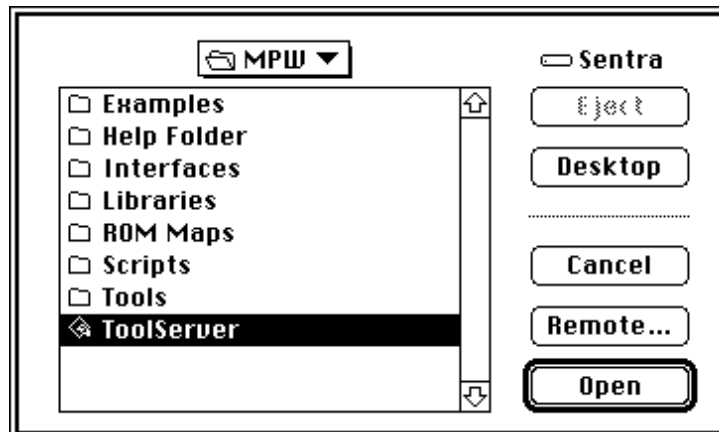 MPW
Sentra
Examples
Help Folder
Interfaces
Libraries
ROM Maps
Scripts
Tools
ToolServer
Eject
Desktop
Cancel
Remote...
Open